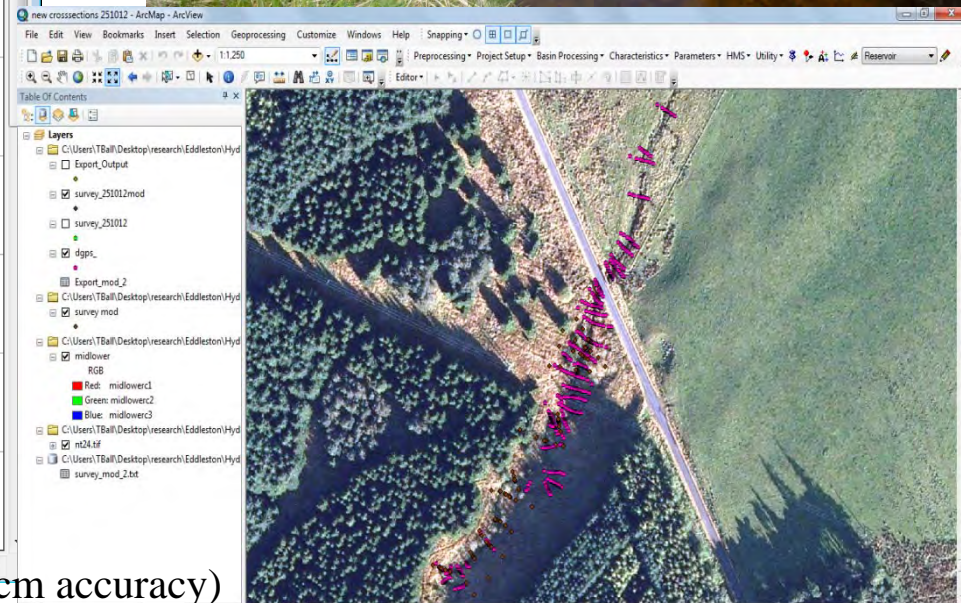 new crosssections 251012 - ArcMap - ArcView
File Edit View Bookmarks Insert Selection Geoprocessing Customize Windows Help Snapping
1:1,250 Preprocessing Project Setup Basin Processing Characteristics Parameters HMS Utility Reservoir
Editor
Table Of Contents
Layers
C:\Users\TBall\Desktop\research\Eddleston\Hyd
Export_Output
survey_251012mod
survey_251012
dgps_
Export_mod_2
C:\Users\TBall\Desktop\research\Eddleston\Hyd
survey mod
C:\Users\TBall\Desktop\research\Eddleston\Hyd
midlower
RGB
Red: midlowerc1
Green: midlowerc2
Blue: midlowerc3
C:\Users\TBall\Desktop\research\Eddleston\Hyd
nt24.tif
C:\Users\TBall\Desktop\research\Eddleston\Hyd
survey_mod_2.txt
cm accuracy)